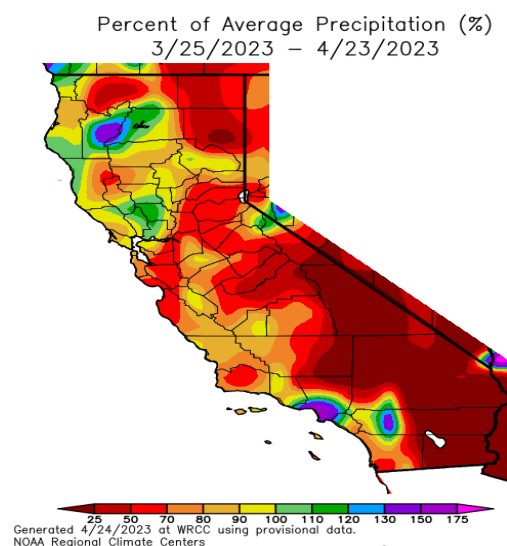 Percent of Average Precipitation (%)
3/25/2023 – 4/23/2023
25 50 70 80 90 100 110 120 130 150 175
Generated 4/24/2023 at WRCC using provisional data.
NOAA Regional Climate Centers